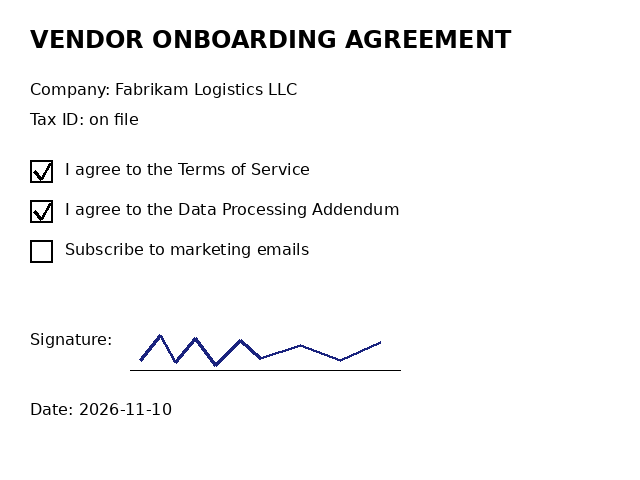 VENDOR ONBOARDING AGREEMENT
Company: Fabrikam Logistics LLC
Tax ID: on file
I agree to the Terms of Service
I agree to the Data Processing Addendum
Subscribe to marketing emails
Signature:
Date: 2026-11-10